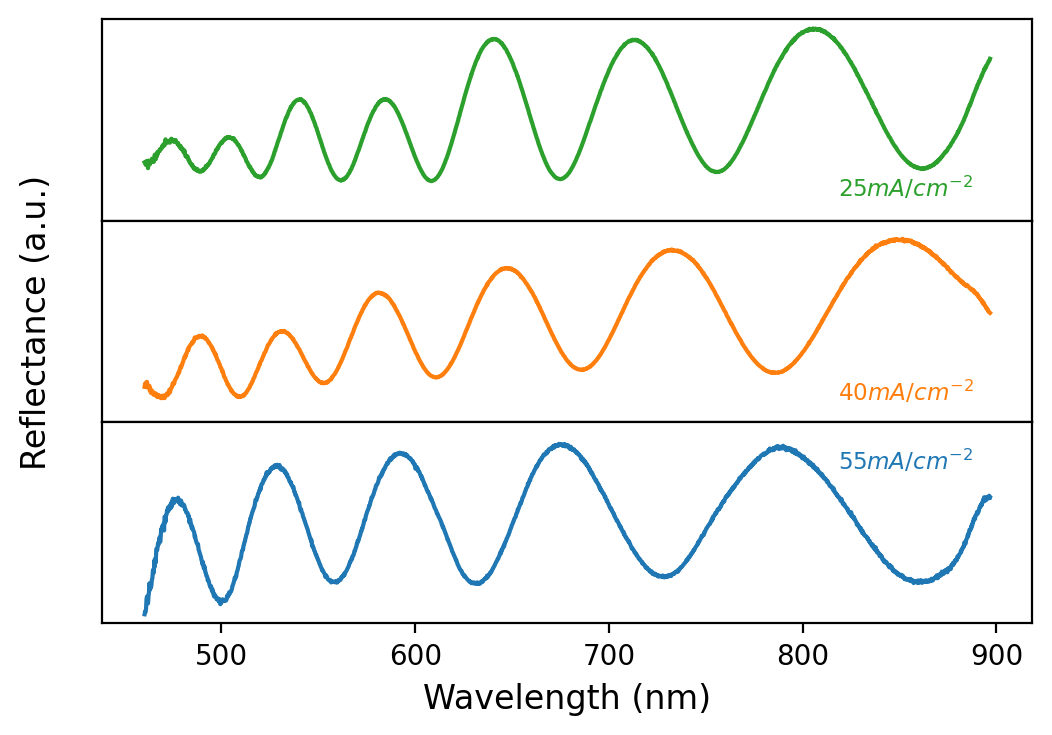 Reflectance (a.u.)
25mA/cm⁻²
40mA/cm⁻²
55mA/cm⁻²
500 600 700 800 900
Wavelength (nm)